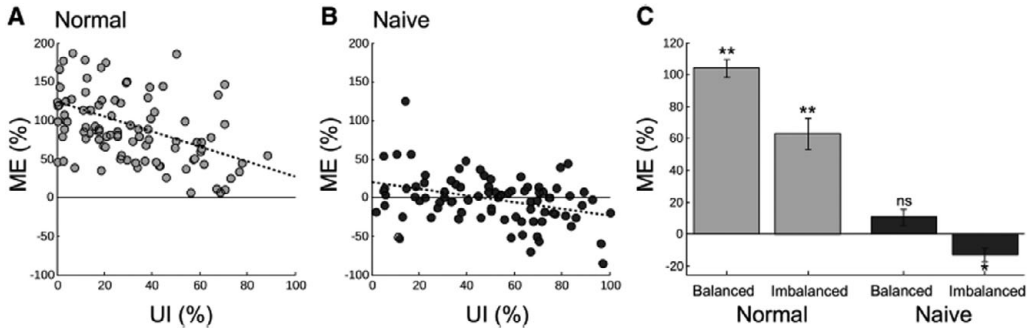 A Normal
200
150
100
50
0
-50
-100
ME (%)
0 20 40 60 80 100
UI (%)
B Naive
200
150
100
50
0
-50
-100
ME (%)
0 20 40 60 80 100
UI (%)
C
120
100
80
60
40
20
0
-20
ME (%)
**
**
ns
*
Balanced Imbalanced Balanced Imbalanced
Normal Naive